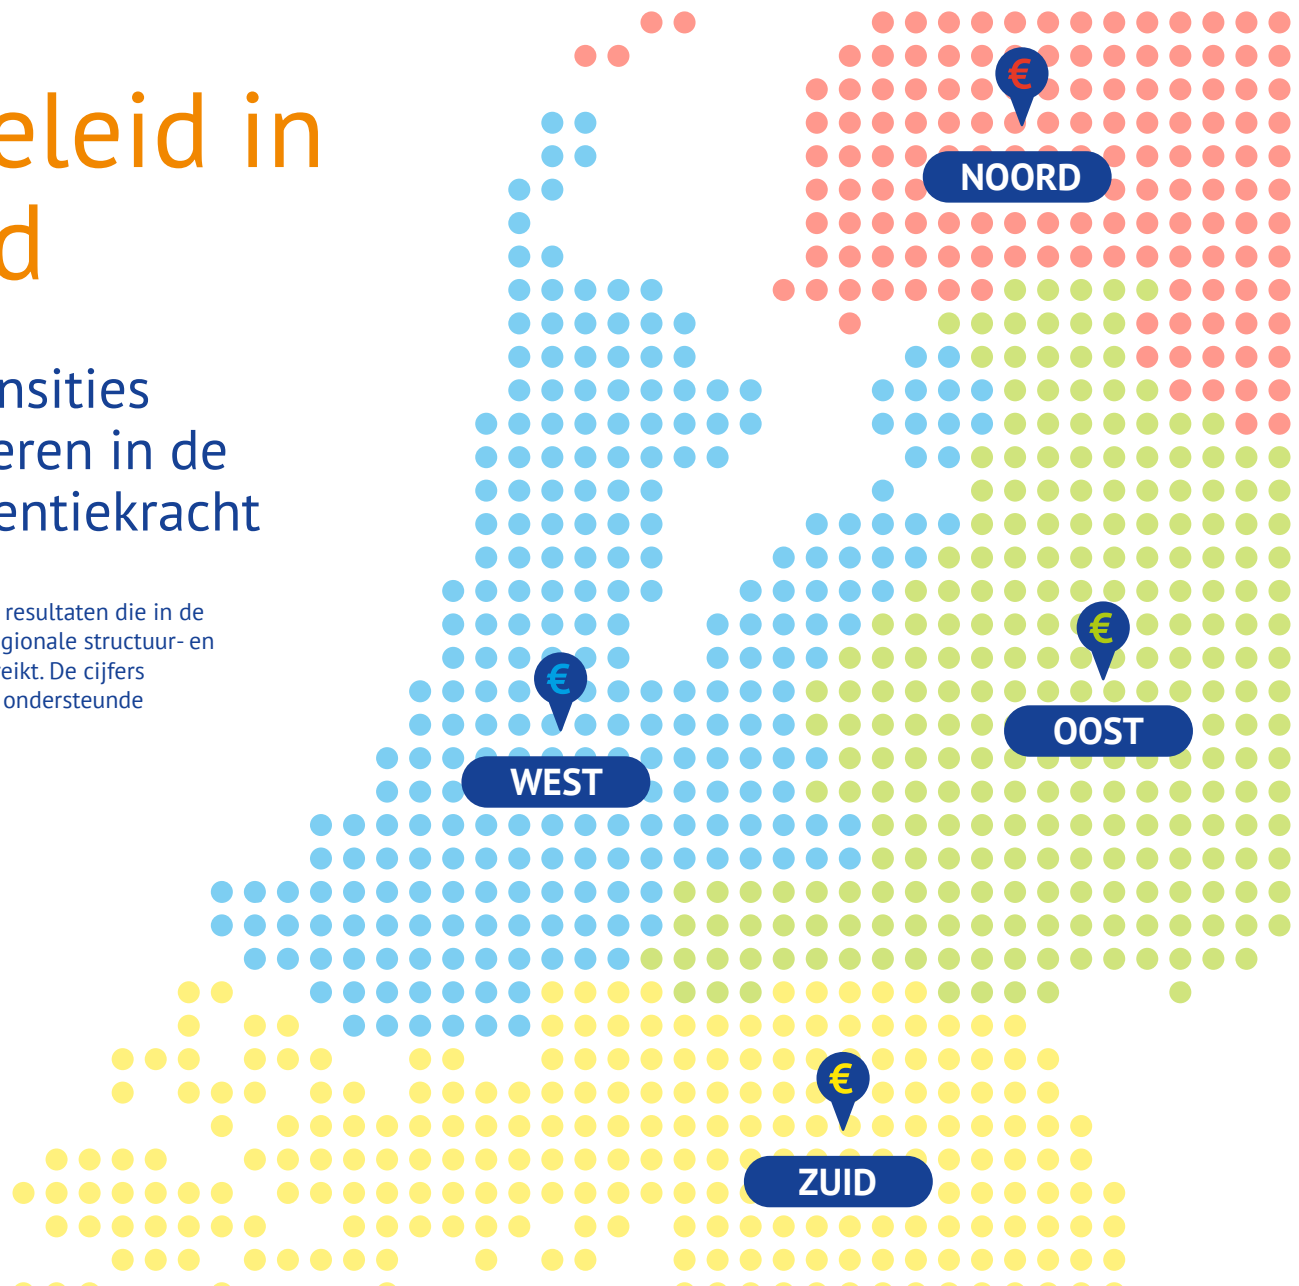 eleid in
d
nsities
eren in de
entiekracht
resultaten die in de
gionale structuur- en
eikt. De cijfers
ondersteunde
€
NOORD
€
OOST
€
WEST
€
ZUID